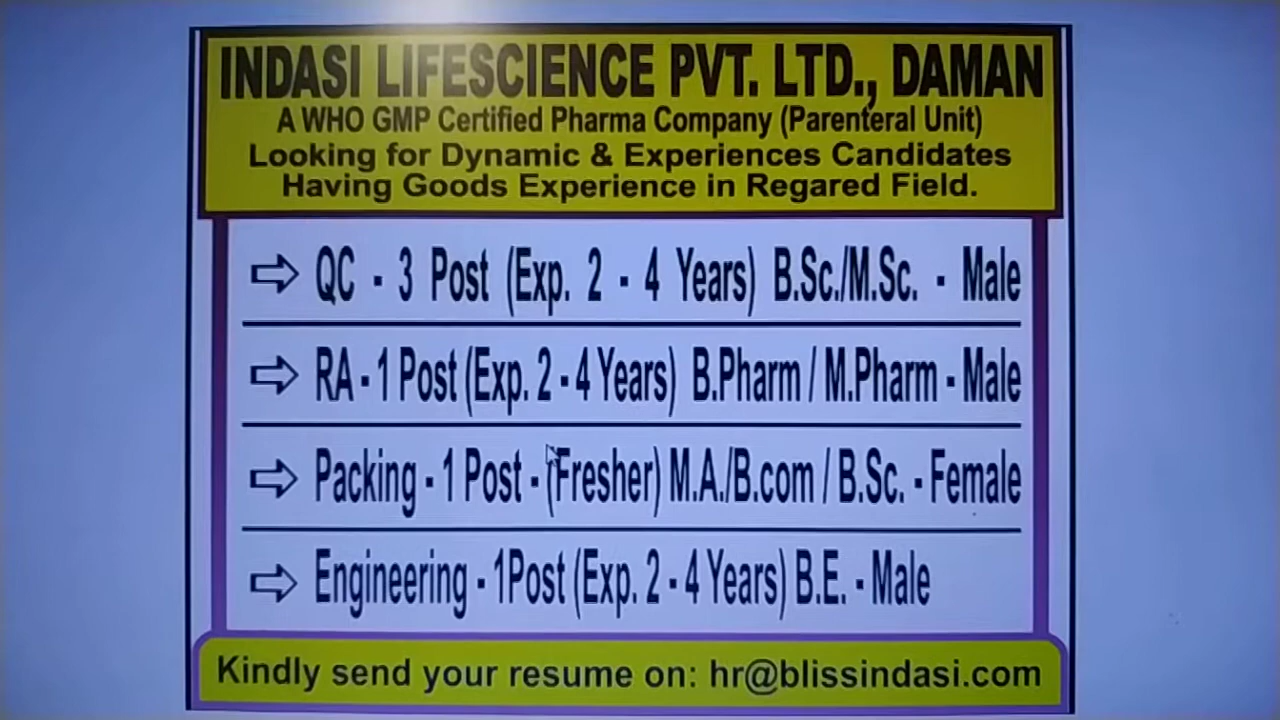 INDASI LIFESCIENCE PVT. LTD., DAMAN
A WHO GMP Certified Pharma Company (Parenteral Unit)
Looking for Dynamic & Experiences Candidates
Having Goods Experience in Regared Field.
⇨ QC - 3 Post (Exp. 2 - 4 Years) B.Sc./M.Sc. - Male
⇨ RA - 1 Post (Exp. 2 - 4 Years) B.Pharm / M.Pharm - Male
⇨ Packing - 1 Post - (Fresher) M.A./B.com / B.Sc. - Female
⇨ Engineering - 1Post (Exp. 2 - 4 Years) B.E. - Male
Kindly send your resume on: hr@blissindasi.com